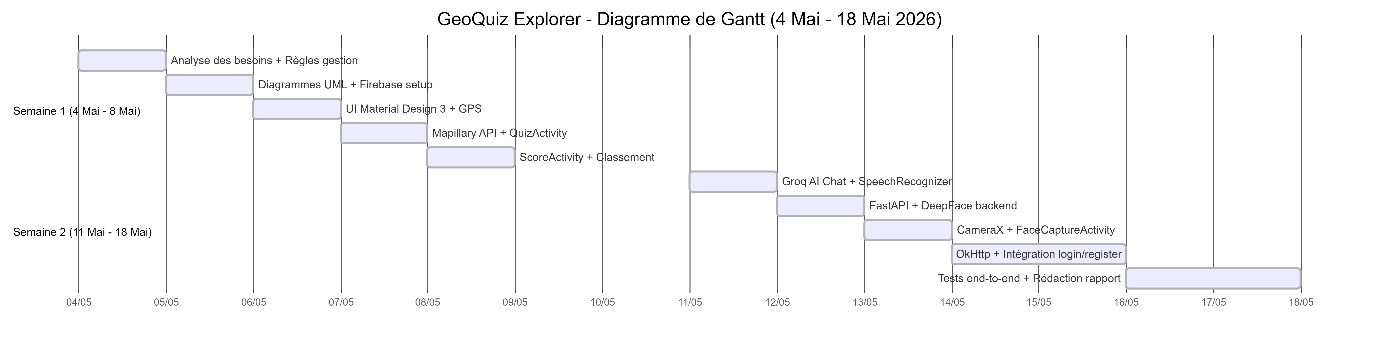 GeoQuiz Explorer - Diagramme de Gantt (4 Mai - 18 Mai 2026)
Analyse des besoins + Règles gestion
Diagrammes UML + Firebase setup
Semaine 1 (4 Mai - 8 Mai)
UI Material Design 3 + GPS
Mapillary API + QuizActivity
ScoreActivity + Classement
Groq AI Chat + SpeechRecognizer
FastAPI + DeepFace backend
Semaine 2 (11 Mai - 18 Mai)
CameraX + FaceCaptureActivity
OkHttp + Intégration login/register
Tests end-to-end + Rédaction rapport
04/05 05/05 06/05 07/05 08/05 09/05 10/05 11/05 12/05 13/05 14/05 15/05 16/05 17/05 18/05